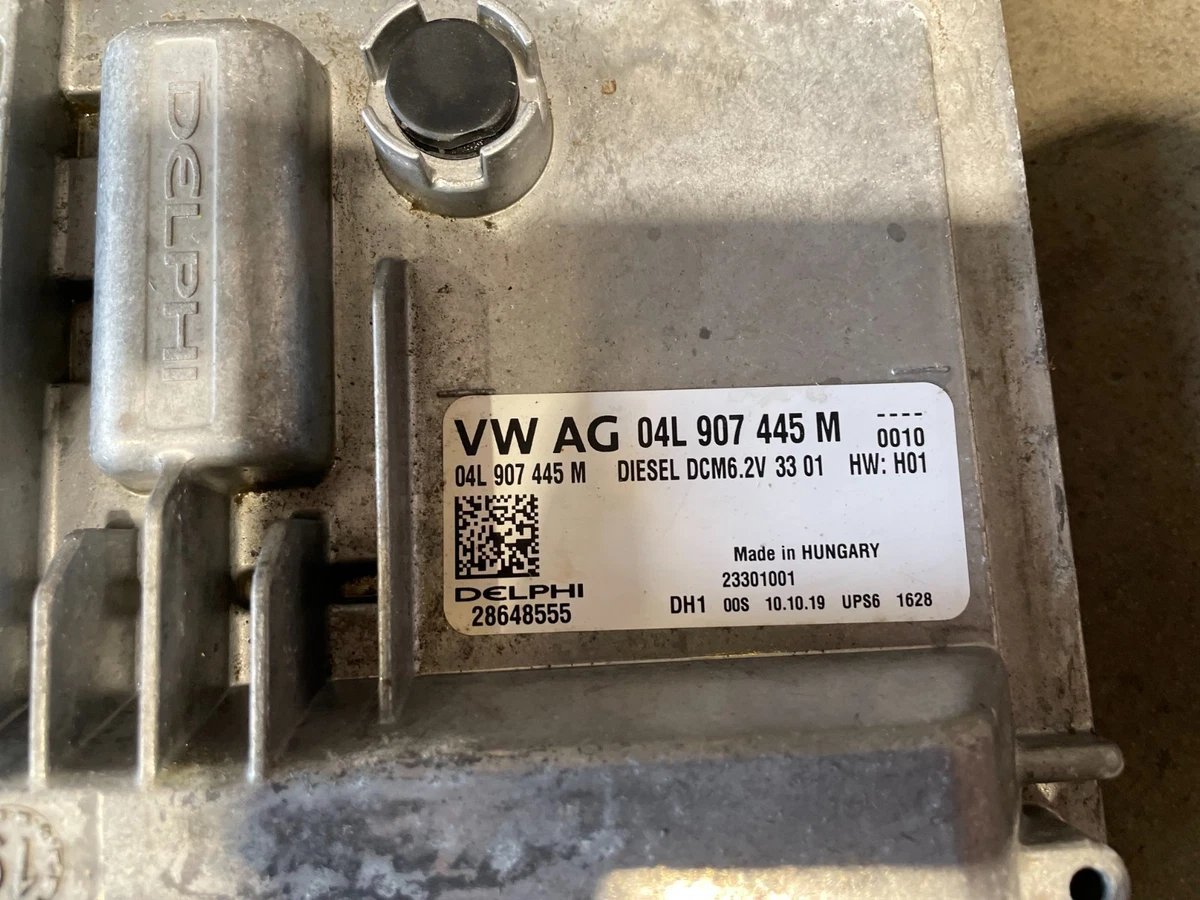 DELPHI
VW AG 04L 907 445 M ----
0010
04L 907 445 M DIESEL DCM6.2V 33 01 HW: H01
Made in HUNGARY
23301001
DELPHI
28648555 DH1 00S 10.10.19 UPS6 1628